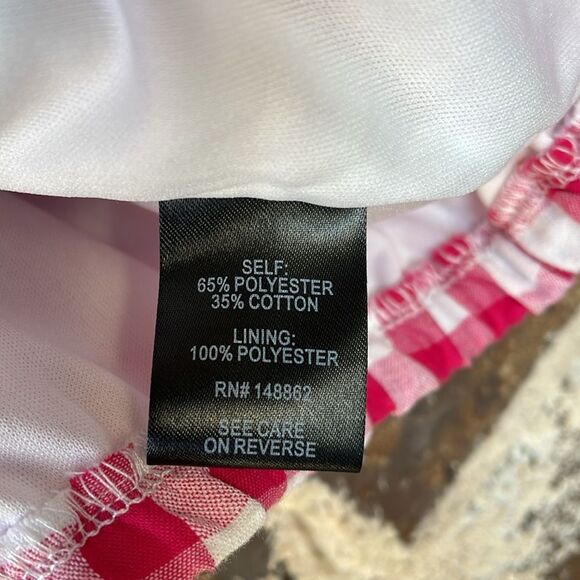 SELF:
65% POLYESTER
35% COTTON
LINING:
100% POLYESTER
RN# 148862
SEE CARE
ON REVERSE